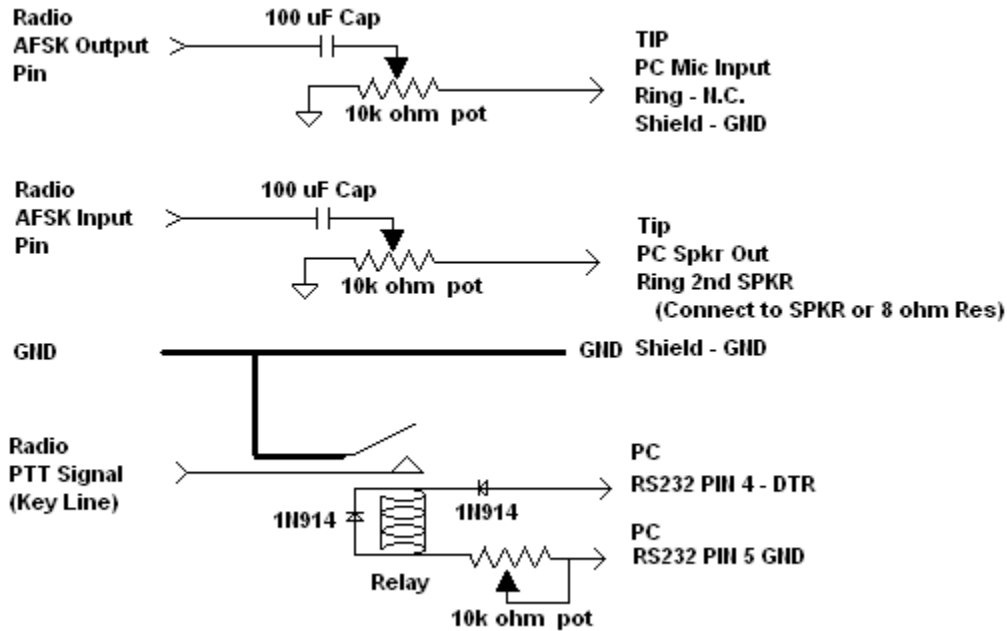 Radio
AFSK Output
Pin
100 uF Cap
10k ohm pot
TIP
PC Mic Input
Ring - N.C.
Shield - GND
Radio
AFSK Input
Pin
100 uF Cap
10k ohm pot
Tip
PC Spkr Out
Ring 2nd SPKR
(Connect to SPKR or 8 ohm Res)
GND
GND
Shield - GND
Radio
PTT Signal
(Key Line)
1N914
1N914
Relay
10k ohm pot
PC
RS232 PIN 4 - DTR
PC
RS232 PIN 5 GND